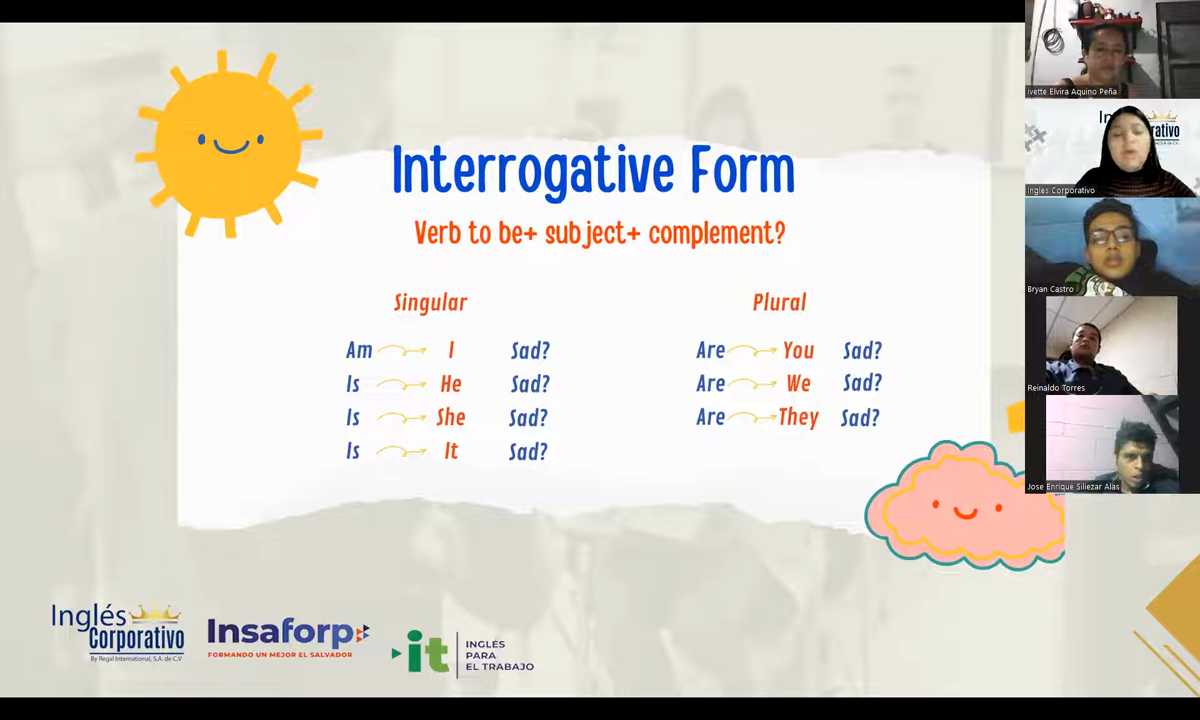 Interrogative Form
Verb to be+ subject+ complement?
Singular
Am I Sad?
Is He Sad?
Is She Sad?
Is It Sad?
Plural
Are You Sad?
Are We Sad?
Are They Sad?
Inglés
Corporativo
By Regal International, S.A. de C.V
Insaforp
FORMANDO UN MEJOR EL SALVADOR
it
INGLÉS
PARA
EL TRABAJO
Ivette Elvira Aquino Peña
Ingles Corporativo
Bryan Castro
Reinaldo Torres
Jose Enrique Siliezar Alas